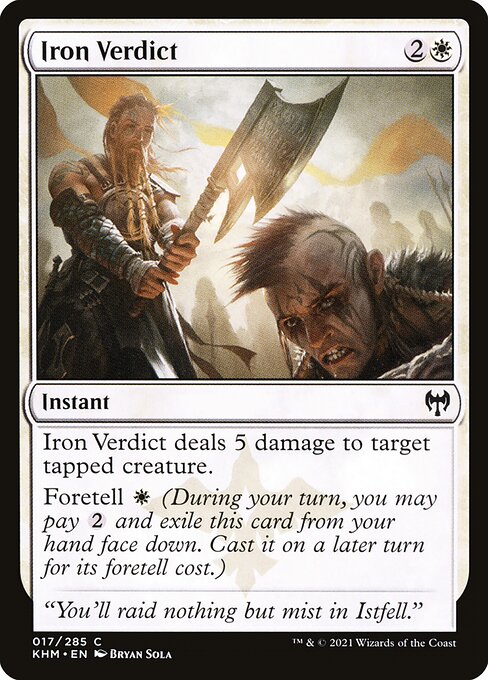 Iron Verdict 2
Instant
Iron Verdict deals 5 damage to target
tapped creature.
Foretell (During your turn, you may
pay 2 and exile this card from your
hand face down. Cast it on a later turn
for its foretell cost.)
“You’ll raid nothing but mist in Istfell.”
017/285 C
KHM • EN Bryan Sola
™ & © 2021 Wizards of the Coast